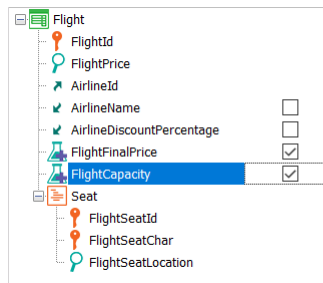 Flight
FlightId
FlightPrice
AirlineId
AirlineName
AirlineDiscountPercentage
FlightFinalPrice
FlightCapacity
Seat
FlightSeatId
FlightSeatChar
FlightSeatLocation